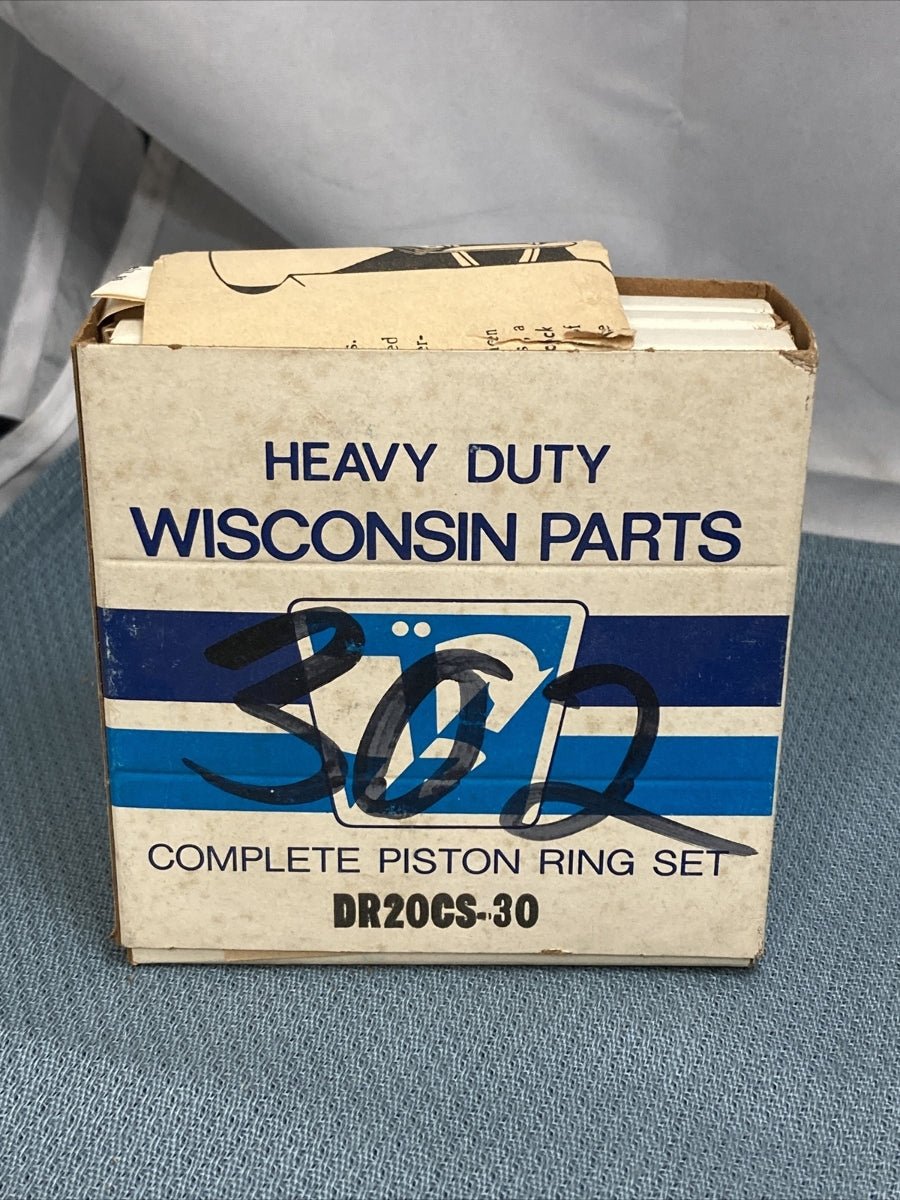 HEAVY DUTY
WISCONSIN PARTS
302
COMPLETE PISTON RING SET
DR20CS-30